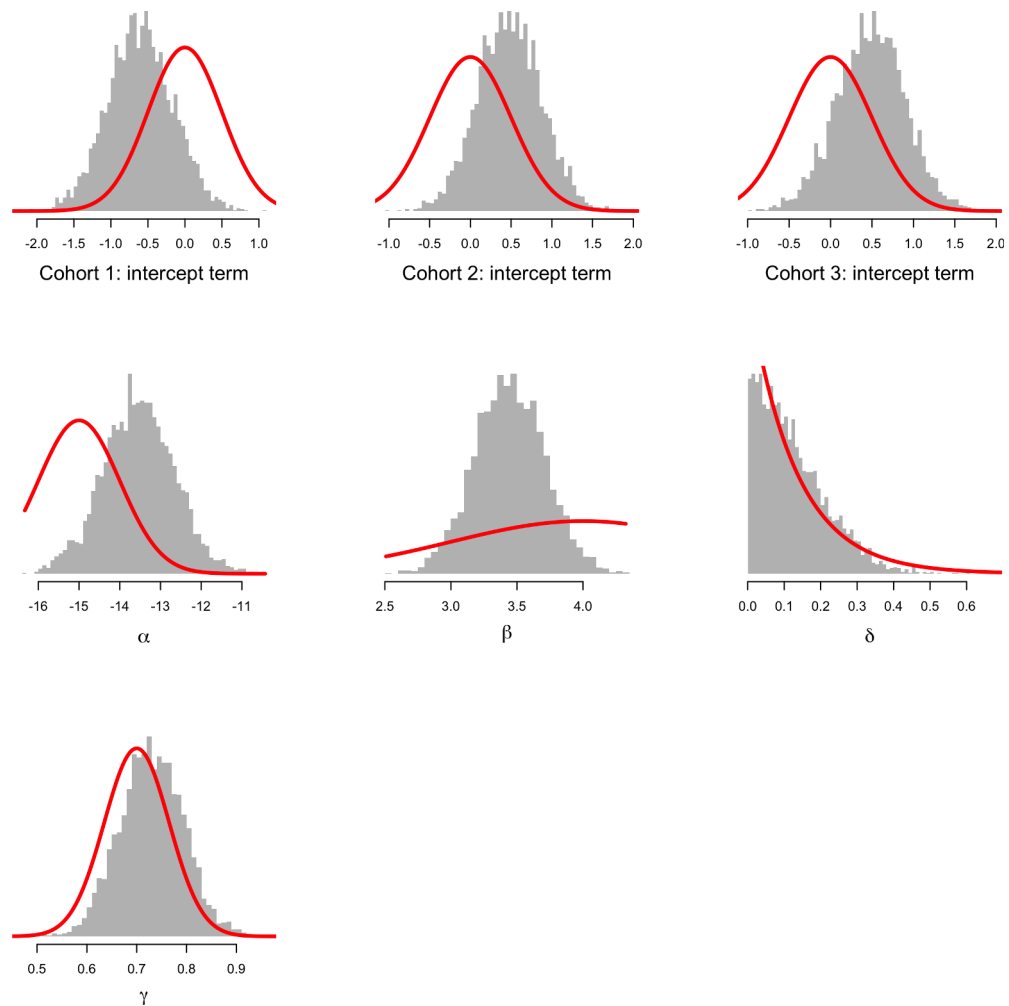 -2.0 -1.5 -1.0 -0.5 0.0 0.5 1.0
Cohort 1: intercept term
-1.0 -0.5 0.0 0.5 1.0 1.5 2.0
Cohort 2: intercept term
-1.0 -0.5 0.0 0.5 1.0 1.5 2.0
Cohort 3: intercept term
-16 -15 -14 -13 -12 -11
α
2.5 3.0 3.5 4.0
β
0.0 0.1 0.2 0.3 0.4 0.5 0.6
δ
0.5 0.6 0.7 0.8 0.9
γ